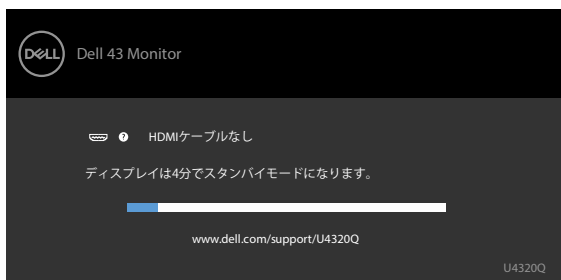 DELL
Dell 43 Monitor
? HDMIケーブルなし
ディスプレイは4分でスタンバイモードになります。
www.dell.com/support/U4320Q
U4320Q